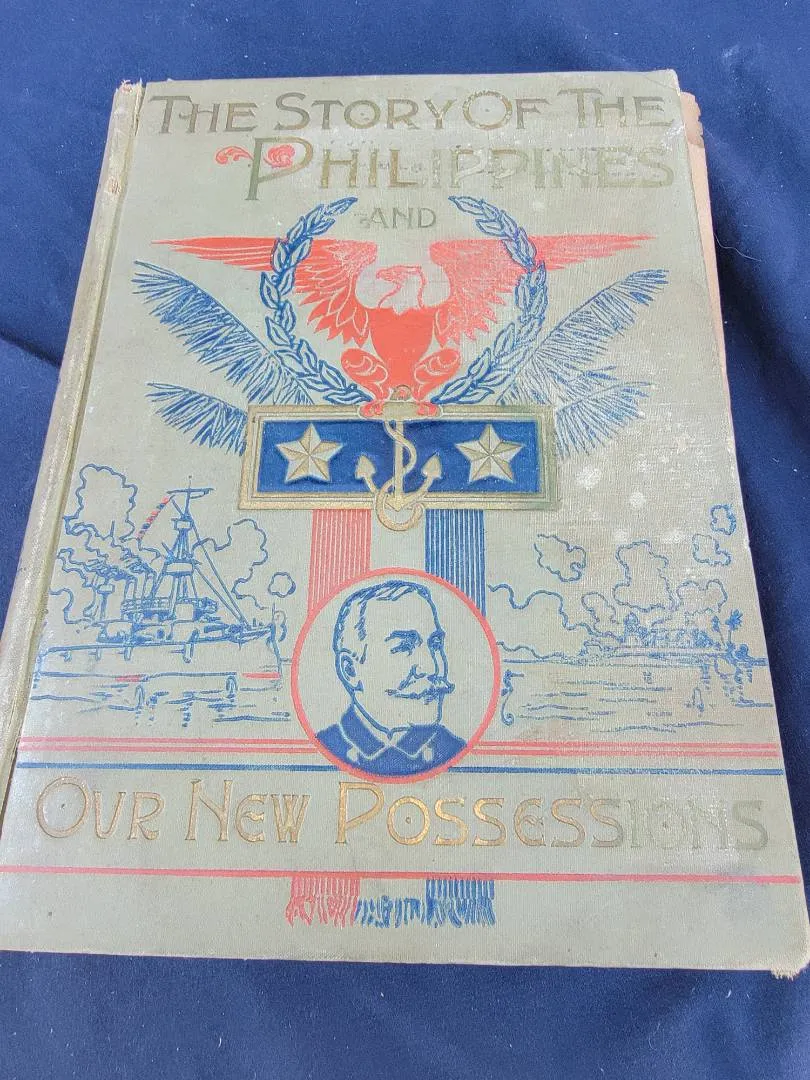 THE STORY OF THE
PHILIPPINES
AND
OUR NEW POSSESSIONS